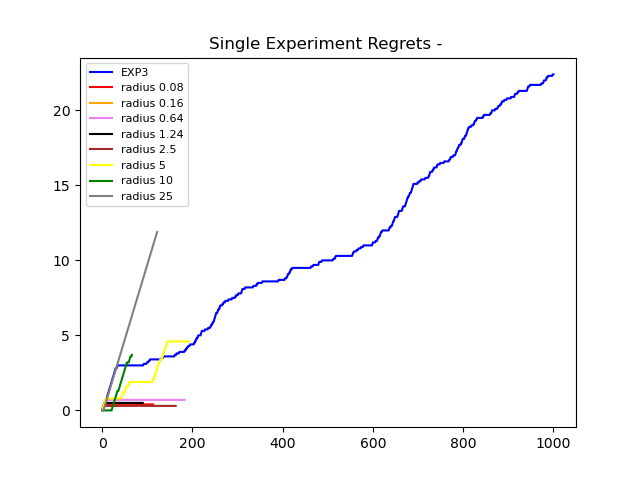 Single Experiment Regrets -
EXP3
radius 0.08
radius 0.16
radius 0.64
radius 1.24
radius 2.5
radius 5
radius 10
radius 25
20
15
10
5
0
0 200 400 600 800 1000